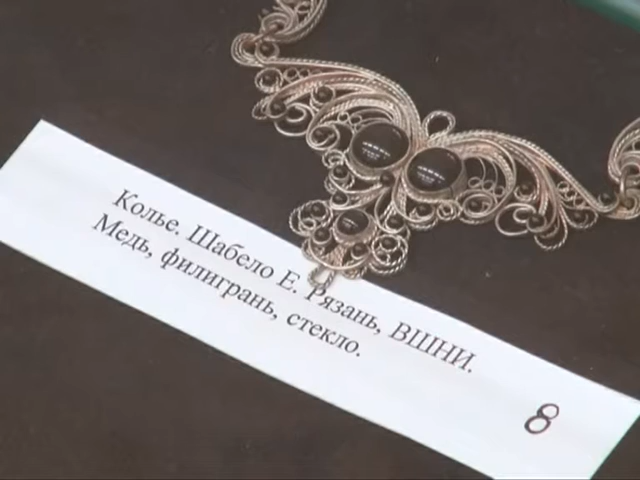 Колье. Шабело Е. Рязань, ВШНИ.
Медь, филигрань, стекло.
8